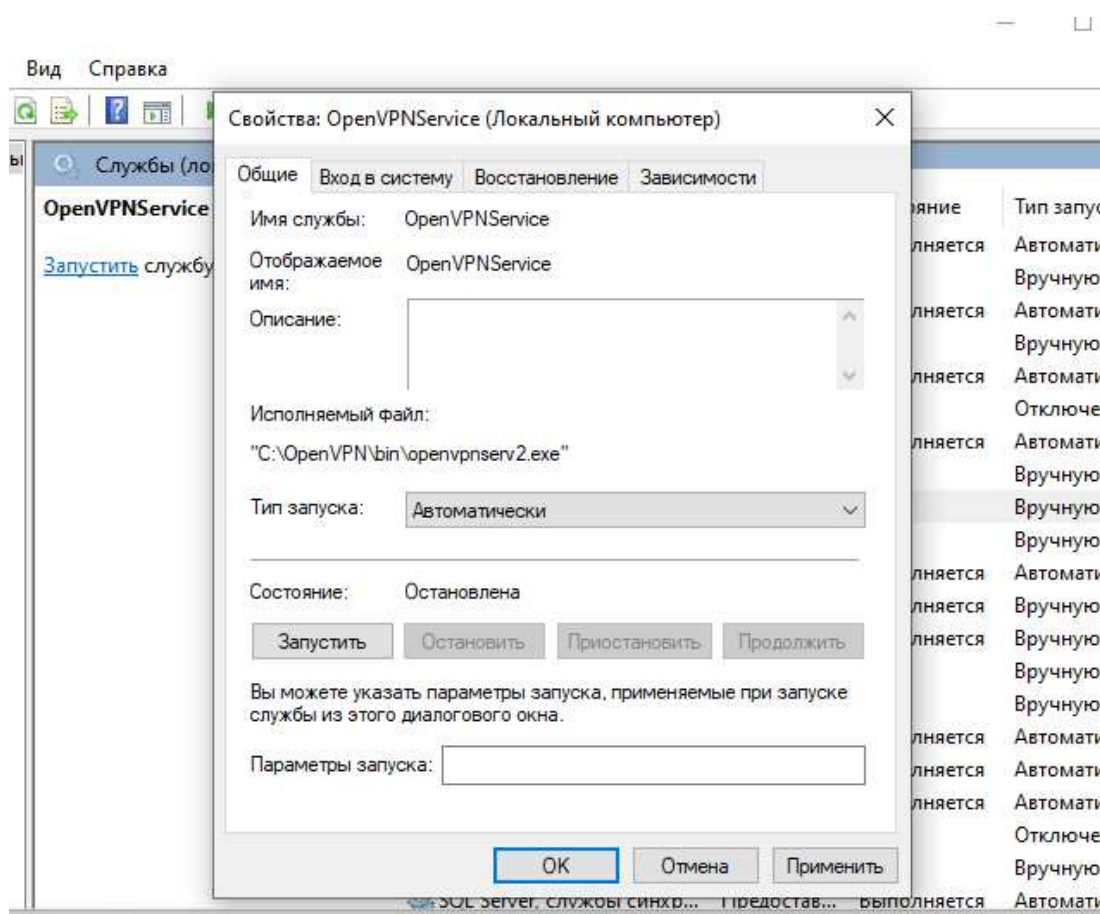 Вид Справка
Свойства: OpenVPNService (Локальный компьютер)
Службы (ло
Общие Вход в систему Восстановление Зависимости
OpenVPNService
Запустить службу
Имя службы: OpenVPNService
Отображаемое имя: OpenVPNService
Описание:
Исполняемый файл:
"C:\OpenVPN\bin\openvpnserv2.exe"
Тип запуска: Автоматически
Состояние: Остановлена
Запустить Остановить Приостановить Продолжить
Вы можете указать параметры запуска, применяемые при запуске
службы из этого диалогового окна.
Параметры запуска:
OK Отмена Применить
яние Тип запус
лняется Автомати
Вручную
лняется Автомати
Вручную
лняется Автомати
Отключе
лняется Автомати
Вручную
Вручную
Вручную
лняется Автомати
лняется Вручную
лняется Вручную
Вручную
Вручную
лняется Автомати
лняется Автомати
лняется Автомати
Отключе
Вручную
SQL Server, службы синхр... Предостав... Выполняется Автомати